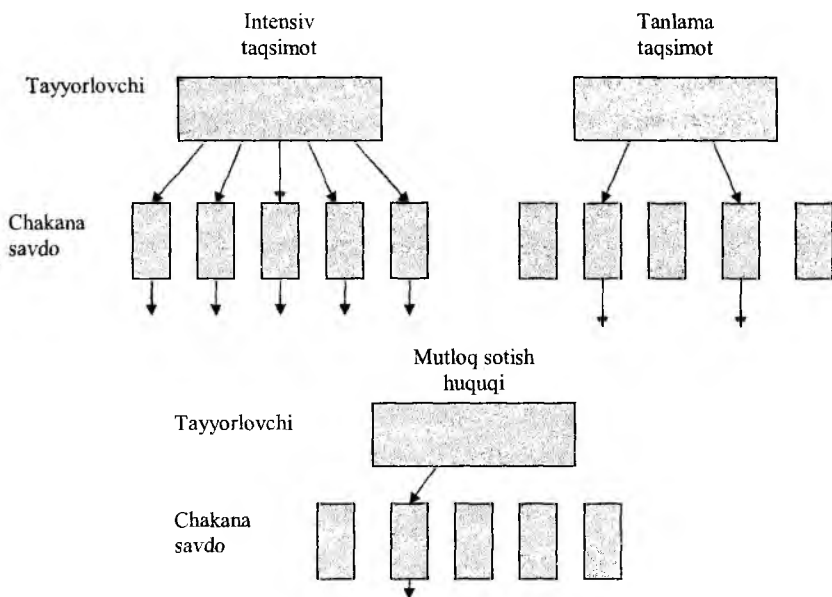 Intensiv
taqsimot
Tanlama
taqsimot
Tayyorlovchi
Chakana
savdo
Mutloq sotish
huquqi
Tayyorlovchi
Chakana
savdo